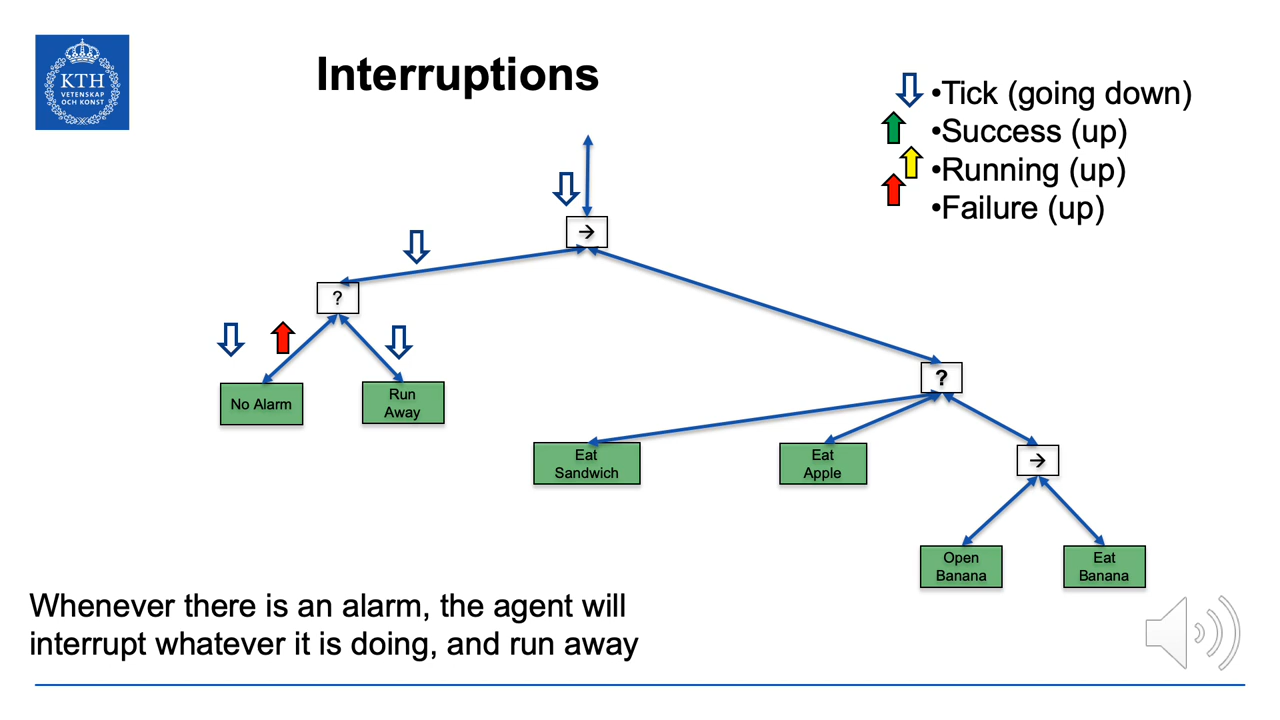 KTH
VETENSKAP
OCH KONST
Interruptions
•Tick (going down)
•Success (up)
•Running (up)
•Failure (up)
→
?
No Alarm
Run
Away
?
Eat
Sandwich
Eat
Apple
→
Open
Banana
Eat
Banana
Whenever there is an alarm, the agent will
interrupt whatever it is doing, and run away